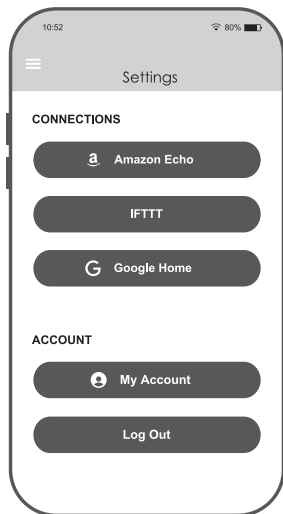 10:52 80%
Settings
CONNECTIONS
Amazon Echo
IFTTT
Google Home
ACCOUNT
My Account
Log Out